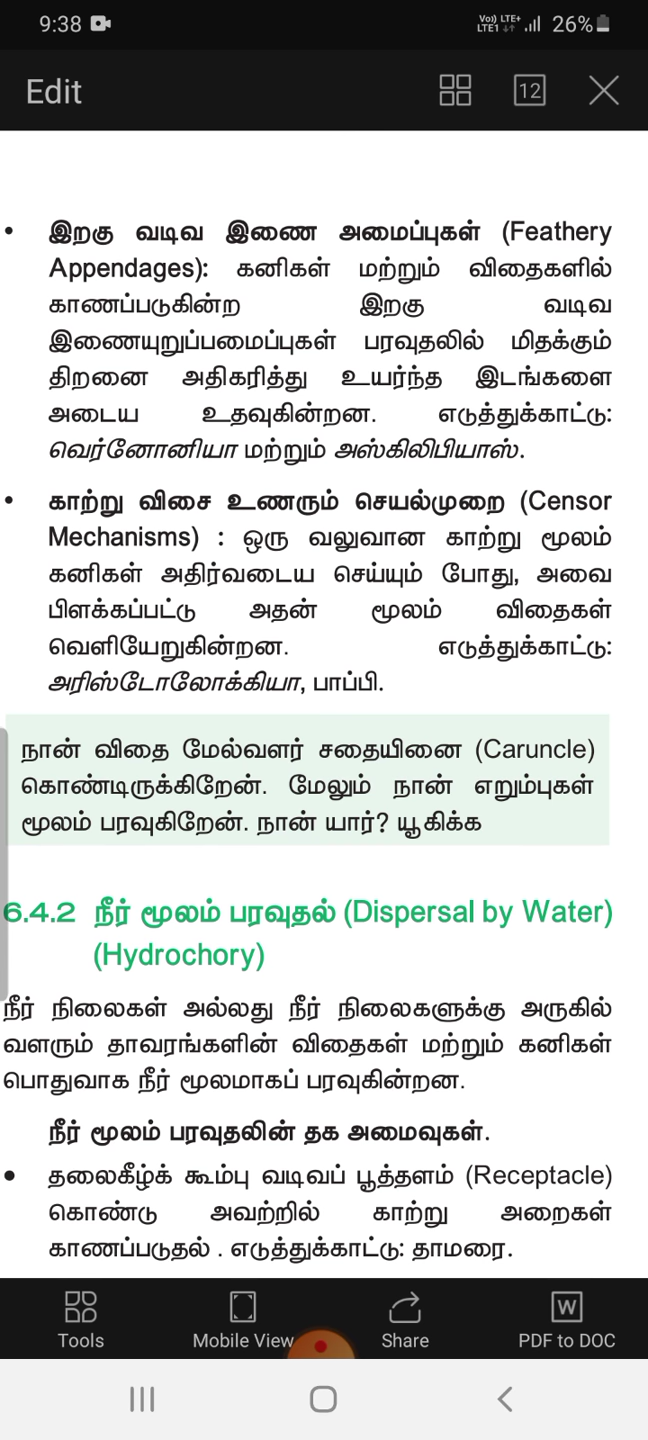 9:38
Vo)) LTE+
LTE1
26%
Edit
12
• இறகு வடிவ இணை அமைப்புகள் (Feathery
Appendages): கனிகள் மற்றும் விதைகளில்
காணப்படுகின்ற இறகு வடிவ
இணையுறுப்பமைப்புகள் பரவுதலில் மிதக்கும்
திறனை அதிகரித்து உயர்ந்த இடங்களை
அடைய உதவுகின்றன. எடுத்துக்காட்டு:
வெர்னோனியா மற்றும் அஸ்கிலிபியாஸ்.
• காற்று விசை உணரும் செயல்முறை (Censor
Mechanisms) : ஒரு வலுவான காற்று மூலம்
கனிகள் அதிர்வடைய செய்யும் போது, அவை
பிளக்கப்பட்டு அதன் மூலம் விதைகள்
வெளியேறுகின்றன. எடுத்துக்காட்டு:
அரிஸ்டோலோக்கியா, பாப்பி.
நான் விதை மேல்வளர் சதையினை (Caruncle)
கொண்டிருக்கிறேன். மேலும் நான் எறும்புகள்
மூலம் பரவுகிறேன். நான் யார்? யூகிக்க
6.4.2 நீர் மூலம் பரவுதல் (Dispersal by Water)
(Hydrochory)
நீர் நிலைகள் அல்லது நீர் நிலைகளுக்கு அருகில்
வளரும் தாவரங்களின் விதைகள் மற்றும் கனிகள்
பொதுவாக நீர் மூலமாகப் பரவுகின்றன.
நீர் மூலம் பரவுதலின் தக அமைவுகள்.
• தலைகீழ்க் கூம்பு வடிவப் பூத்தளம் (Receptacle)
கொண்டு அவற்றில் காற்று அறைகள்
காணப்படுதல் . எடுத்துக்காட்டு: தாமரை.
Tools
Mobile View
Share
W
PDF to DOC